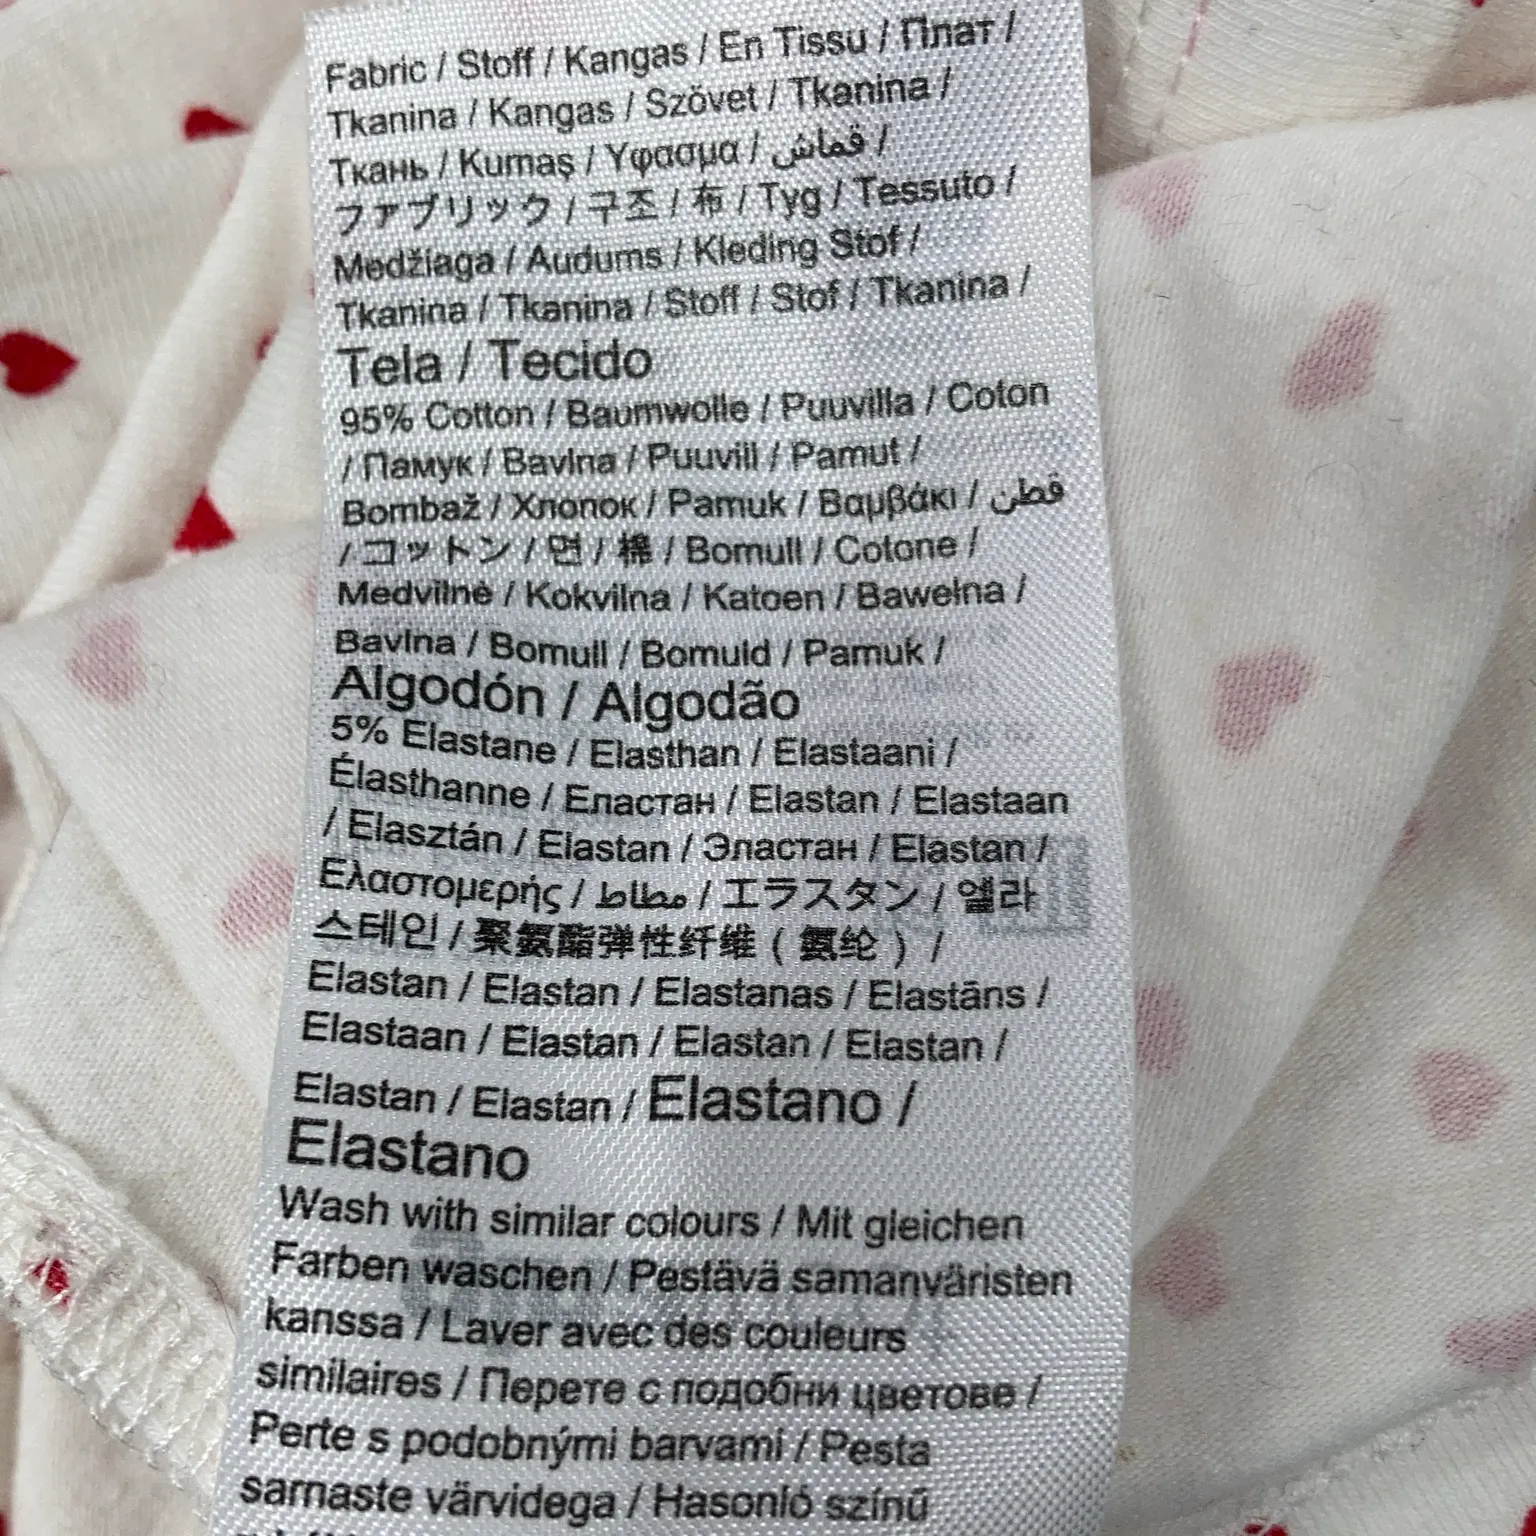 Fabric / Stoff / Kangas / En Tissu / Плат /
Tkanina / Kangas / Szövet / Tkanina /
Ткань / Kumaş / Υφασμα / قماش /
ファブリック / 구조 / 布 / Tyg / Tessuto /
Medžiaga / Audums / Kleding Stof /
Tkanina / Tkanina / Stoff / Stof / Tkanina /
Tela / Tecido
95% Cotton / Baumwolle / Puuvilla / Coton
/ Памук / Bavlna / Puuvill / Pamut /
Bombaž / Хлопок / Pamuk / Βαμβάκι / قطن
/ コットン / 면 / 棉 / Bomull / Cotone /
Medvilnė / Kokvilna / Katoen / Bawełna /
Bavlna / Bomull / Bomuld / Pamuk /
Algodón / Algodão
5% Elastane / Elasthan / Elastaani /
Élasthanne / Еластан / Elastan / Elastaan
/ Elasztán / Elastan / Эластан / Elastan /
Ελαστομερής / مطاط / エラスタン / 엘라
스테인 / 聚氨酯弹性纤维 ( 氨纶 ) /
Elastan / Elastan / Elastanas / Elastāns /
Elastaan / Elastan / Elastan / Elastan /
Elastan / Elastan / Elastano /
Elastano
Wash with similar colours / Mit gleichen
Farben waschen / Pestävä samanväristen
kanssa / Laver avec des couleurs
similaires / Перете с подобни цветове /
Perte s podobnými barvami / Pesta
sarnaste värvidega / Hasonló színű